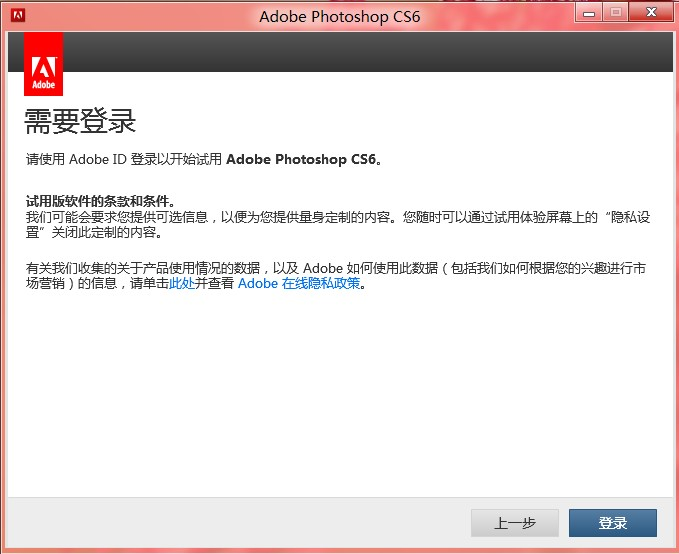 Adobe Photoshop CS6
Adobe
需要登录
请使用 Adobe ID 登录以开始试用 Adobe Photoshop CS6。
试用版软件的条款和条件。
我们可能会要求您提供可选信息，以便为您提供量身定制的内容。您随时可以通过试用体验屏幕上的“隐私设
置”关闭此定制的内容。
有关我们收集的关于产品使用情况的数据，以及 Adobe 如何使用此数据（包括我们如何根据您的兴趣进行市
场营销）的信息，请单击此处并查看 Adobe 在线隐私政策。
上一步
登录